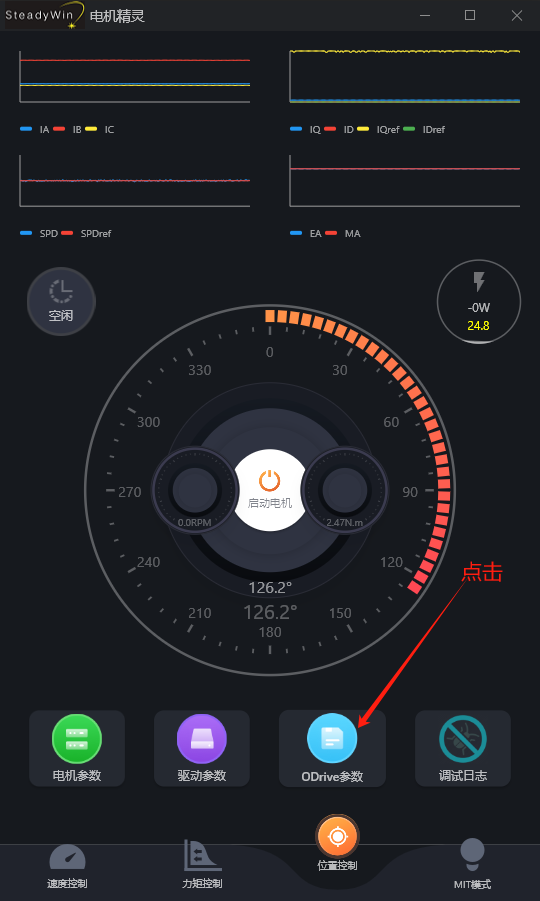 SteadyWin 电机精灵
IA IB IC
IQ ID IQref IDref
SPD SPDref
EA MA
空闲
-0W
24.8
0
330
30
300
60
270
90
240
120
210
150
180
启动电机
0.0RPM
2.47N.m
126.2°
126.2°
点击
电机参数
驱动参数
ODrive参数
调试日志
速度控制
力矩控制
位置控制
MIT模式